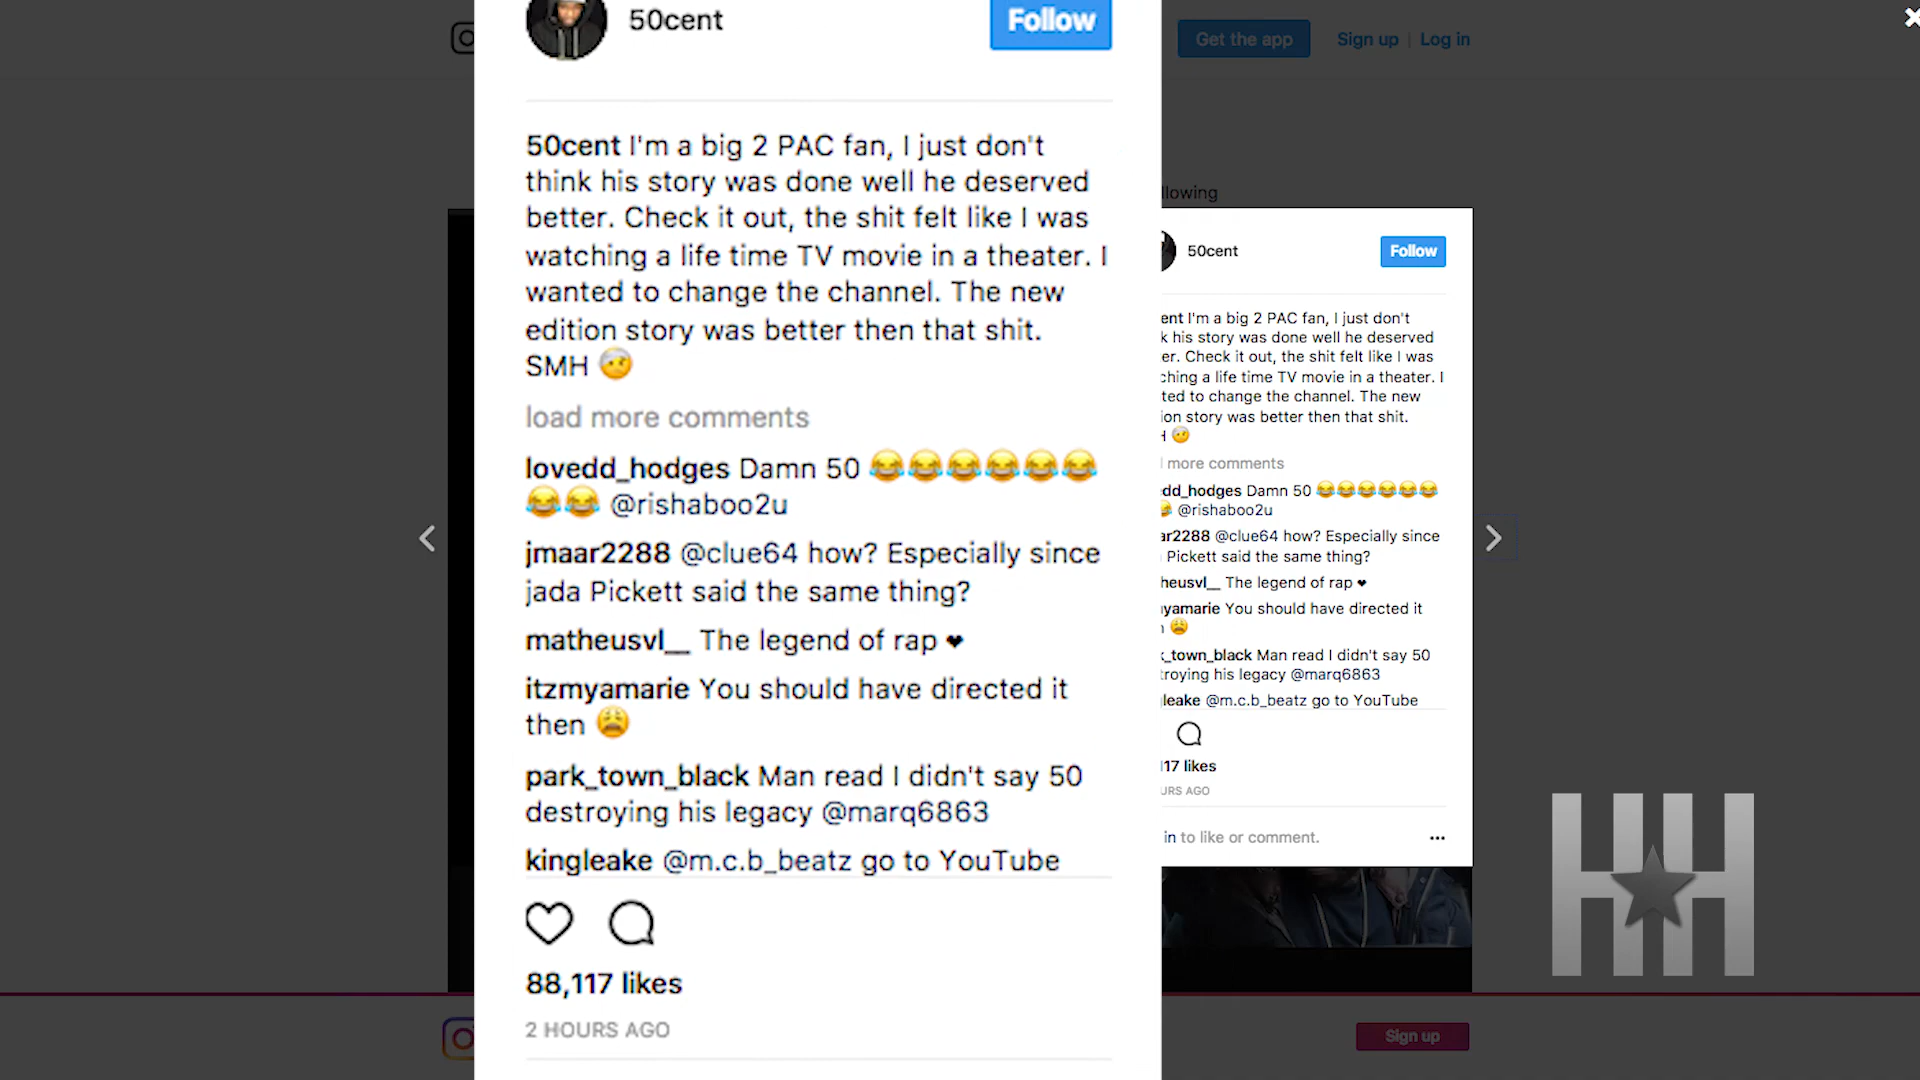 50cent
Follow
50cent I'm a big 2 PAC fan, I just don't
think his story was done well he deserved
better. Check it out, the shit felt like I was
watching a life time TV movie in a theater. I
wanted to change the channel. The new
edition story was better then that shit.
SMH 🤕
load more comments
lovedd_hodges Damn 50 😂😂😂😂😂😂
😂😂 @rishaboo2u
jmaar2288 @clue64 how? Especially since
jada Pickett said the same thing?
matheusvl__ The legend of rap ❤
itzmyamarie You should have directed it
then 😩
park_town_black Man read I didn't say 50
destroying his legacy @marq6863
kingleake @m.c.b_beatz go to YouTube
88,117 likes
2 HOURS AGO
Get the app
Sign up | Log in
llowing
50cent
Follow
ent I'm a big 2 PAC fan, I just don't
k his story was done well he deserved
er. Check it out, the shit felt like I was
ching a life time TV movie in a theater. I
ted to change the channel. The new
ion story was better then that shit.
H 🤕
l more comments
edd_hodges Damn 50 😂😂😂😂😂😂
😂 @rishaboo2u
ar2288 @clue64 how? Especially since
Pickett said the same thing?
heusvl__ The legend of rap ❤
yamarie You should have directed it
n 😩
k_town_black Man read I didn't say 50
troying his legacy @marq6863
leake @m.c.b_beatz go to YouTube
117 likes
URS AGO
in to like or comment.
HH
Sign up